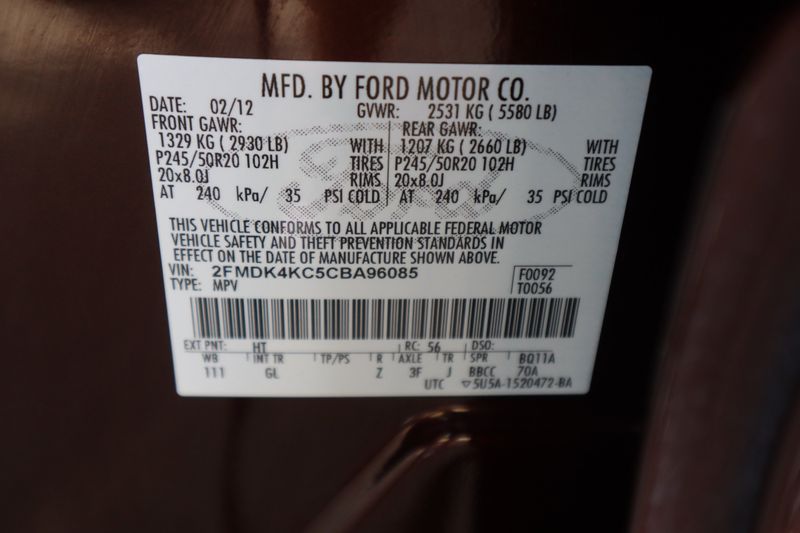 MFD. BY FORD MOTOR CO.
DATE: 02/12 GVWR: 2531 KG ( 5580 LB)
FRONT GAWR: REAR GAWR:
1329 KG ( 2930 LB) WITH 1207 KG ( 2660 LB) WITH
P245/50R20 102H TIRES P245/50R20 102H TIRES
20x8.0J RIMS 20x8.0J RIMS
AT 240 kPa/ 35 PSI COLD AT 240 kPa/ 35 PSI COLD
THIS VEHICLE CONFORMS TO ALL APPLICABLE FEDERAL MOTOR
VEHICLE SAFETY AND THEFT PREVENTION STANDARDS IN
EFFECT ON THE DATE OF MANUFACTURE SHOWN ABOVE.
VIN: 2FMDK4KC5CBA96085 F0092
TYPE: MPV T0056
EXT PNT: HT RC: 56 DSO:
WB INT TR TP/PS R AXLE TR SPR BQ11A
111 GL Z 3F J BBCC 70A
UTC ▽5U5A-1520472-BA